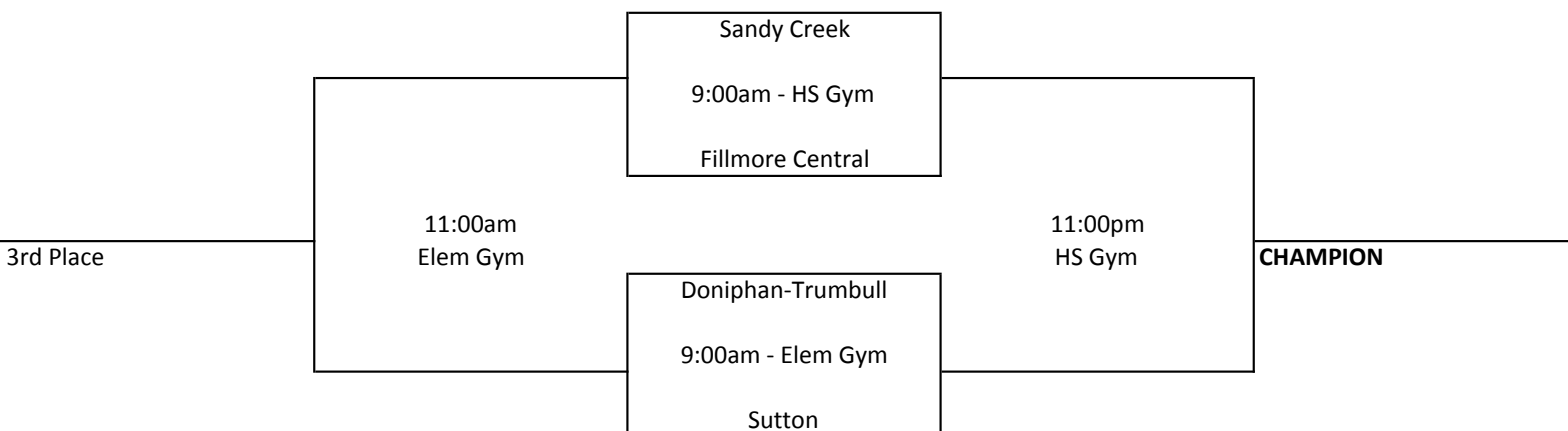 Sandy Creek
9:00am - HS Gym
Fillmore Central
11:00am
Elem Gym
11:00pm
HS Gym
3rd Place
CHAMPION
Doniphan-Trumbull
9:00am - Elem Gym
Sutton